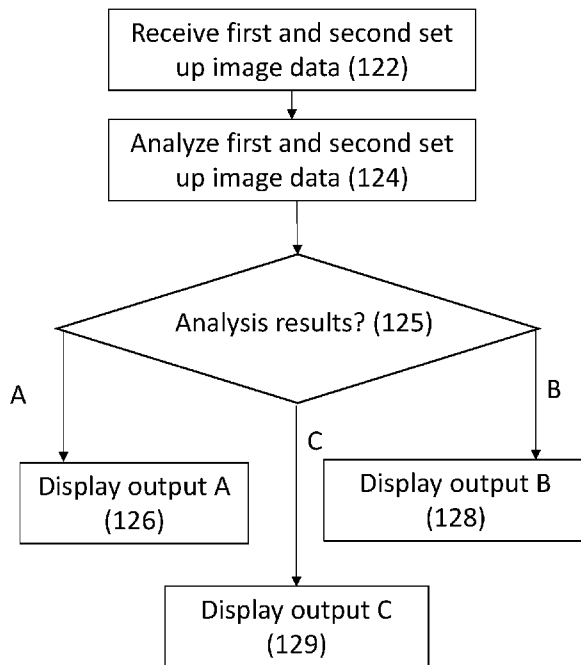 Receive first and second set
up image data (122)
Analyze first and second set
up image data (124)
Analysis results? (125)
A
B
C
Display output A
(126)
Display output B
(128)
Display output C
(129)